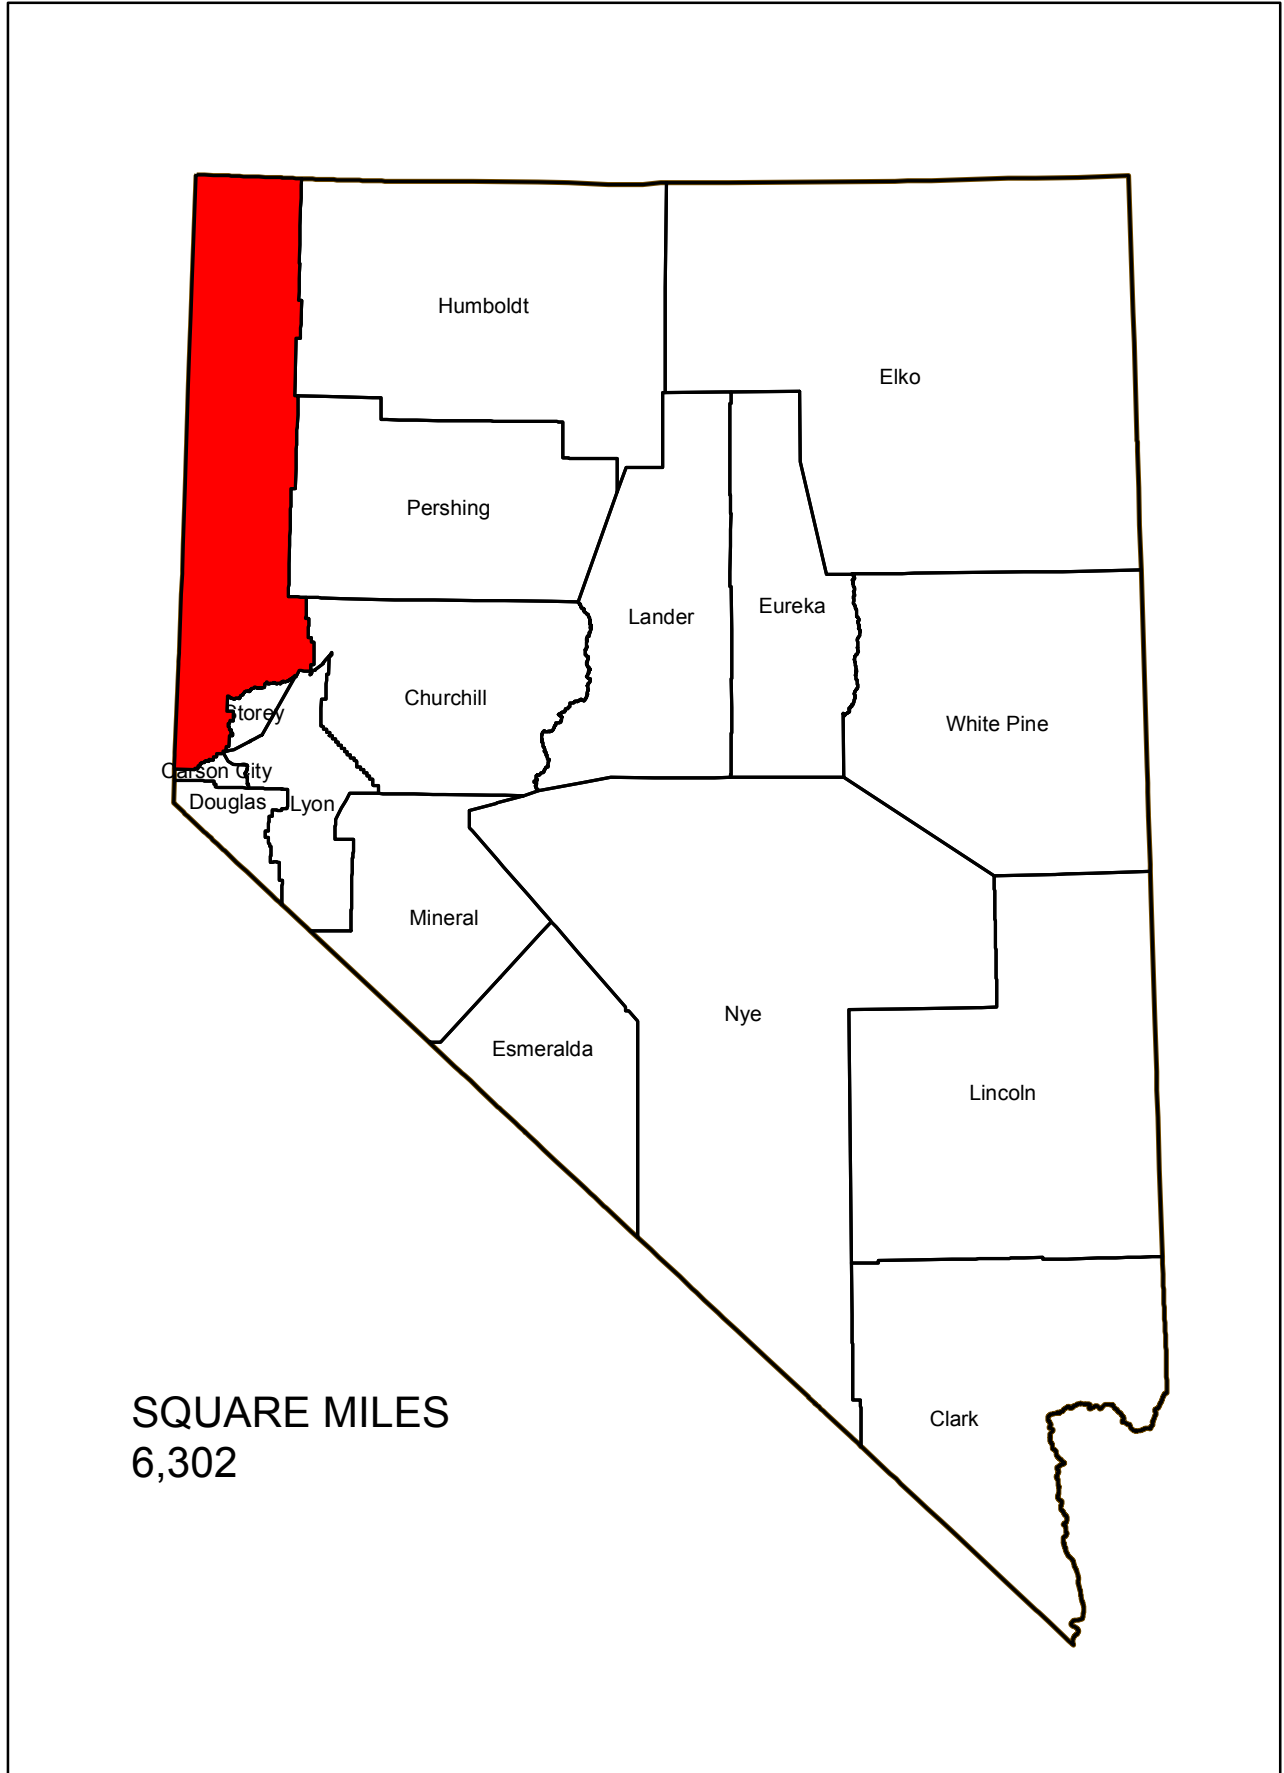 Humboldt
Elko
Pershing
Eureka
Lander
Churchill
Storey
White Pine
Carson City
Douglas
Lyon
Mineral
Nye
Esmeralda
Lincoln
SQUARE MILES
6,302
Clark